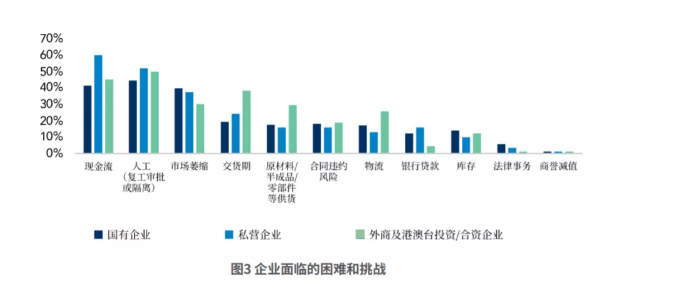 70%
60%
50%
40%
30%
20%
10%
0%
现金流 人工 市场萎缩 交货期 原材料/ 合同违约 物流 银行贷款 库存 法律事务 商誉减值
（复工审批 半成品/ 风险
或隔离） 零部件
等供货
国有企业 私营企业 外商及港澳台投资/合资企业
图3 企业面临的困难和挑战